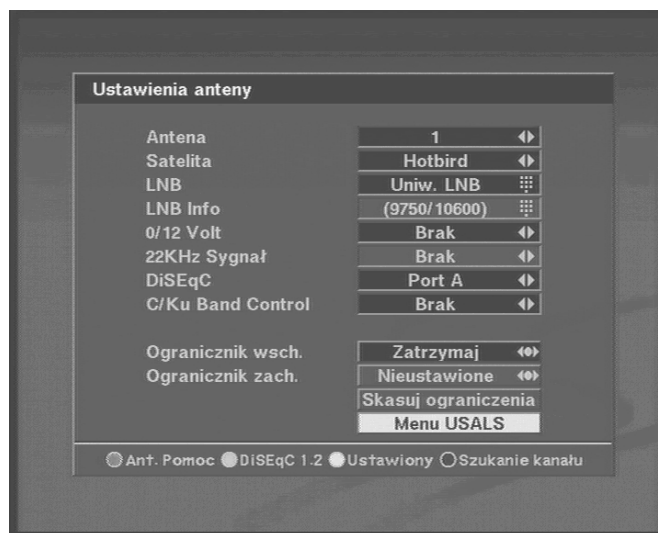 Ustawienia anteny
Antena 1
Satelita Hotbird
LNB Uniw. LNB
LNB Info (9750/10600)
0/12 Volt Brak
22KHz Sygnał Brak
DiSEqC Port A
C/Ku Band Control Brak
Ogranicznik wsch. Zatrzymaj
Ogranicznik zach. Nieustawione
Skasuj ograniczenia
Menu USALS
Ant. Pomoc DiSEqC 1.2 Ustawiony Szukanie kanału